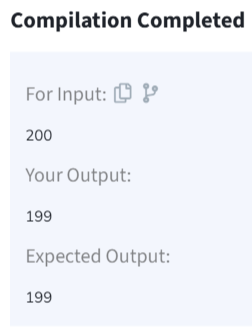 Compilation Completed
For Input:
200
Your Output:
199
Expected Output:
199